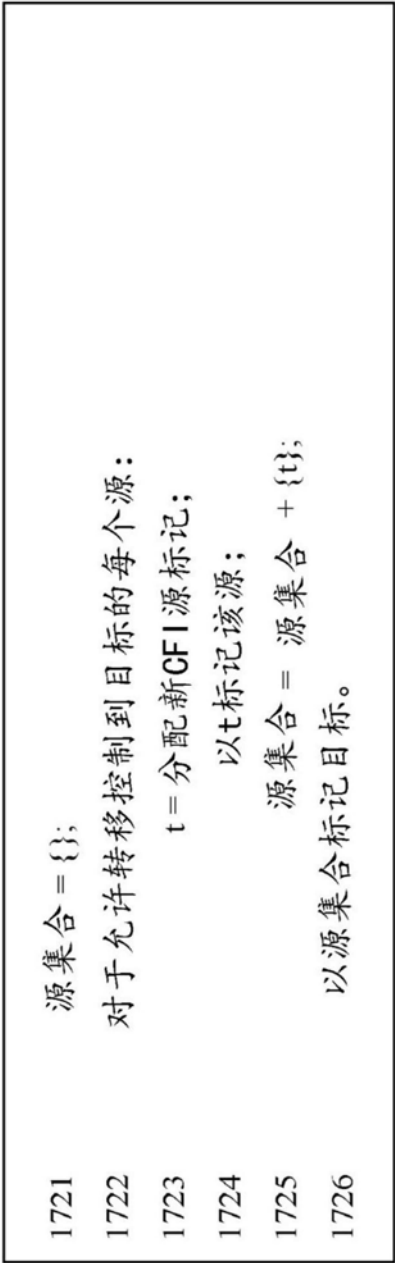 1721 源集合 = {};
1722 对于允许转移控制到目标的每个源:
1723 t = 分配新CFI源标记;
1724 以t标记该源;
1725 源集合 = 源集合 + {t};
1726 以源集合标记目标。